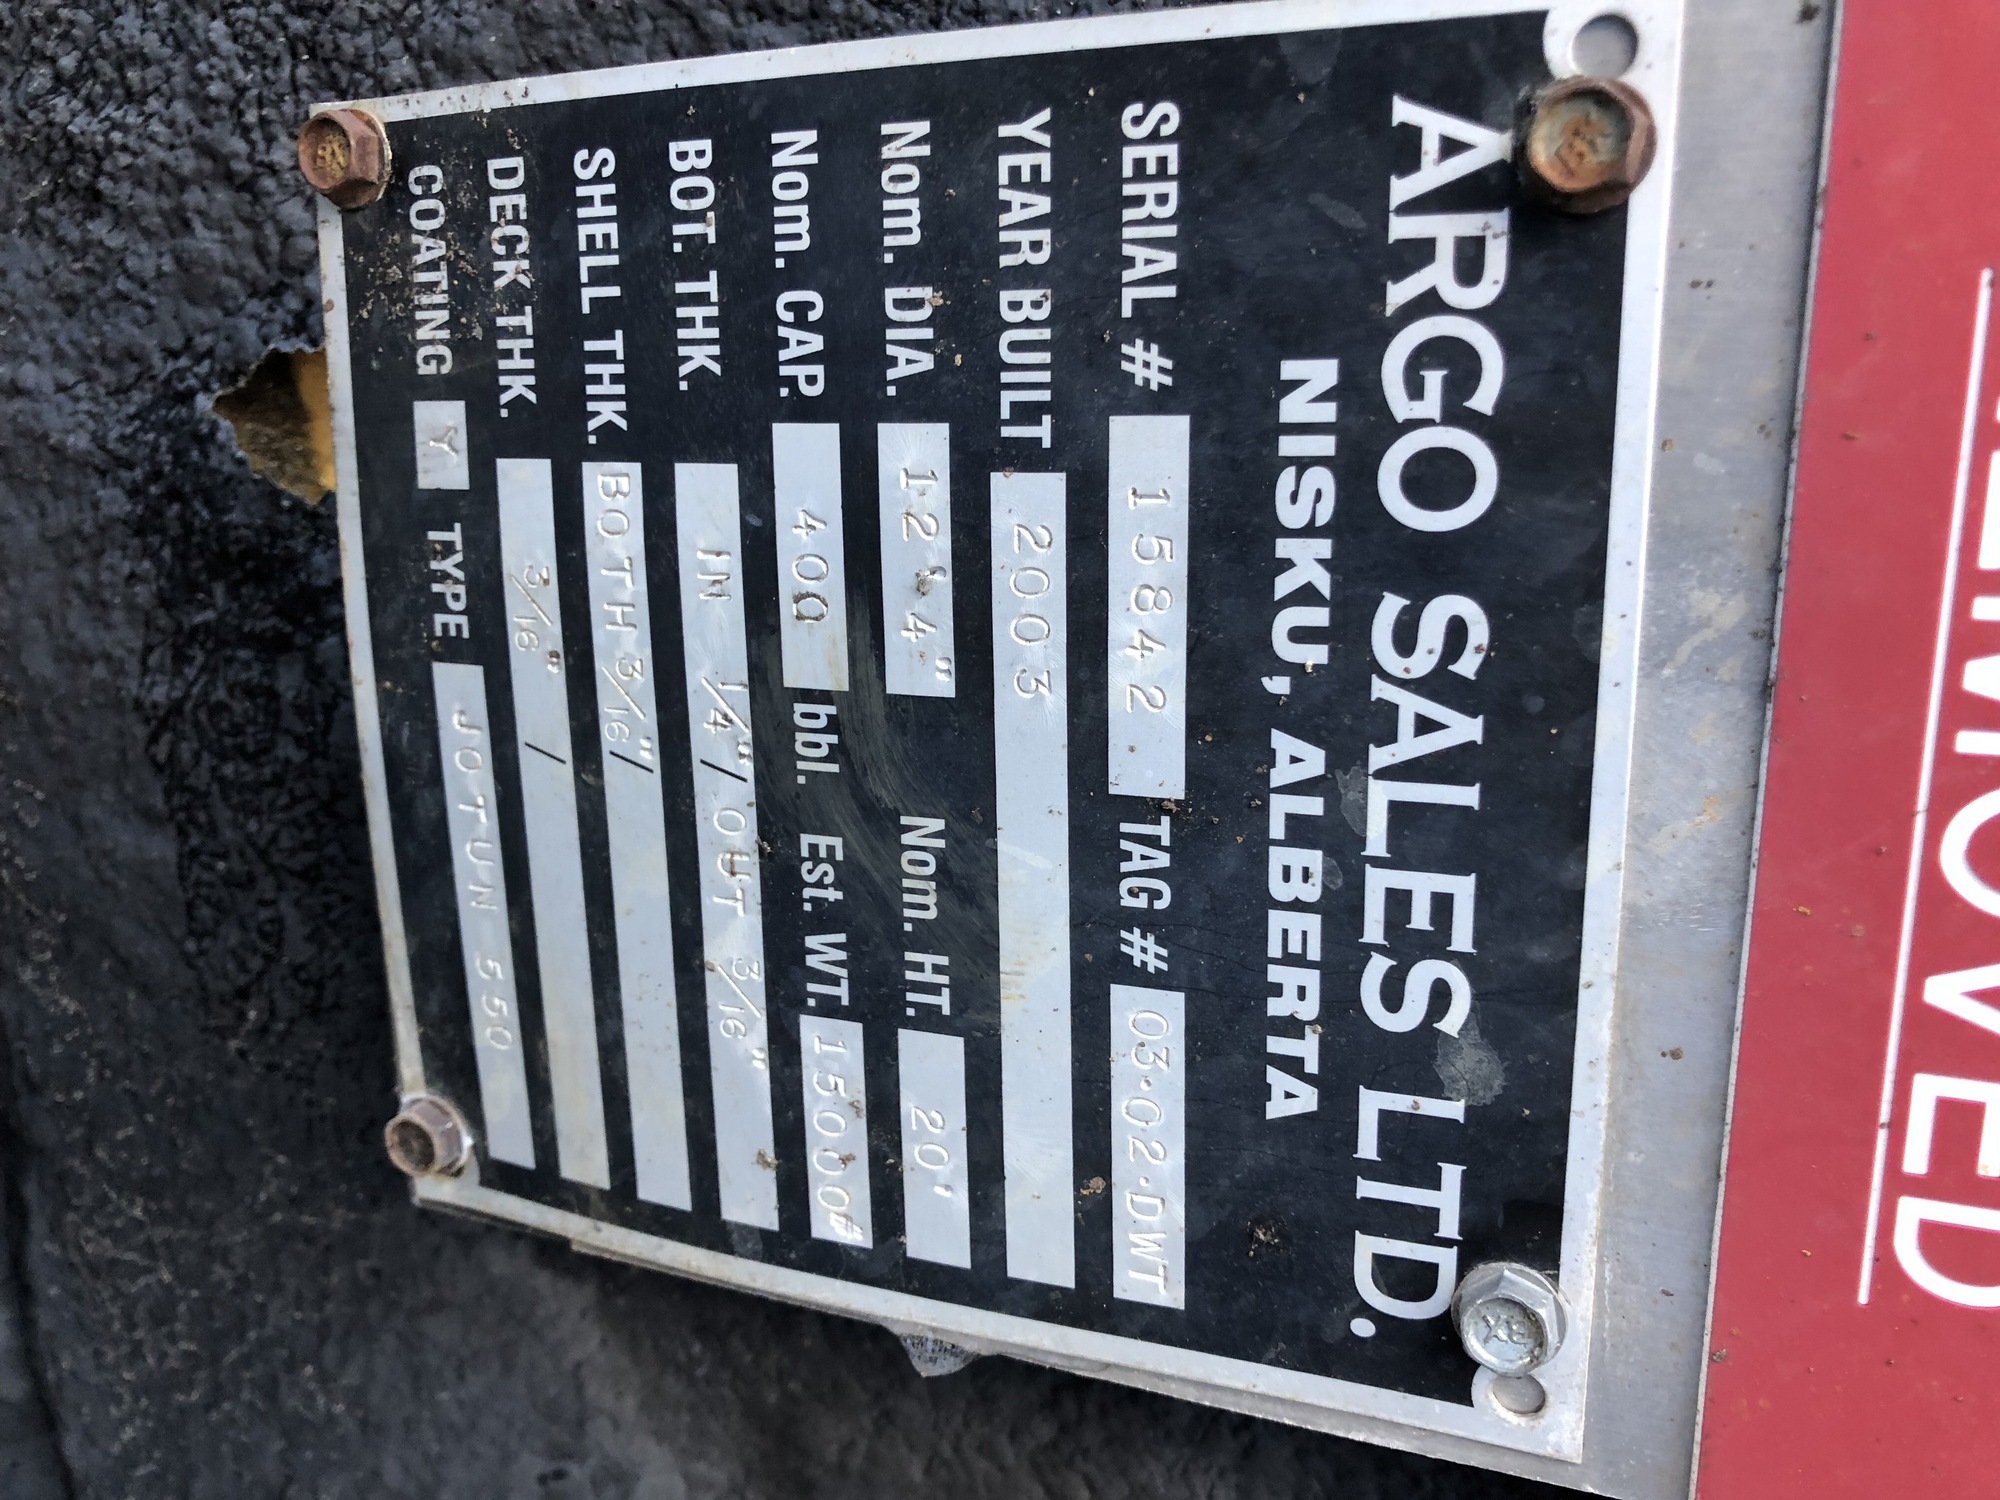 ARGO SALES LTD.
NISKU, ALBERTA
SERIAL # 15842 TAG # 03·02·DWT
YEAR BUILT 2003
Nom. DIA. 12' 4" Nom. HT. 20'
Nom. CAP. 400 bbl. Est. WT. 15000#
BOT. THK. IN 1/4" / OUT 3/16"
SHELL THK. BOTH 3/16" /
DECK THK. 3/16" /
COATING Y TYPE JOTUN 550